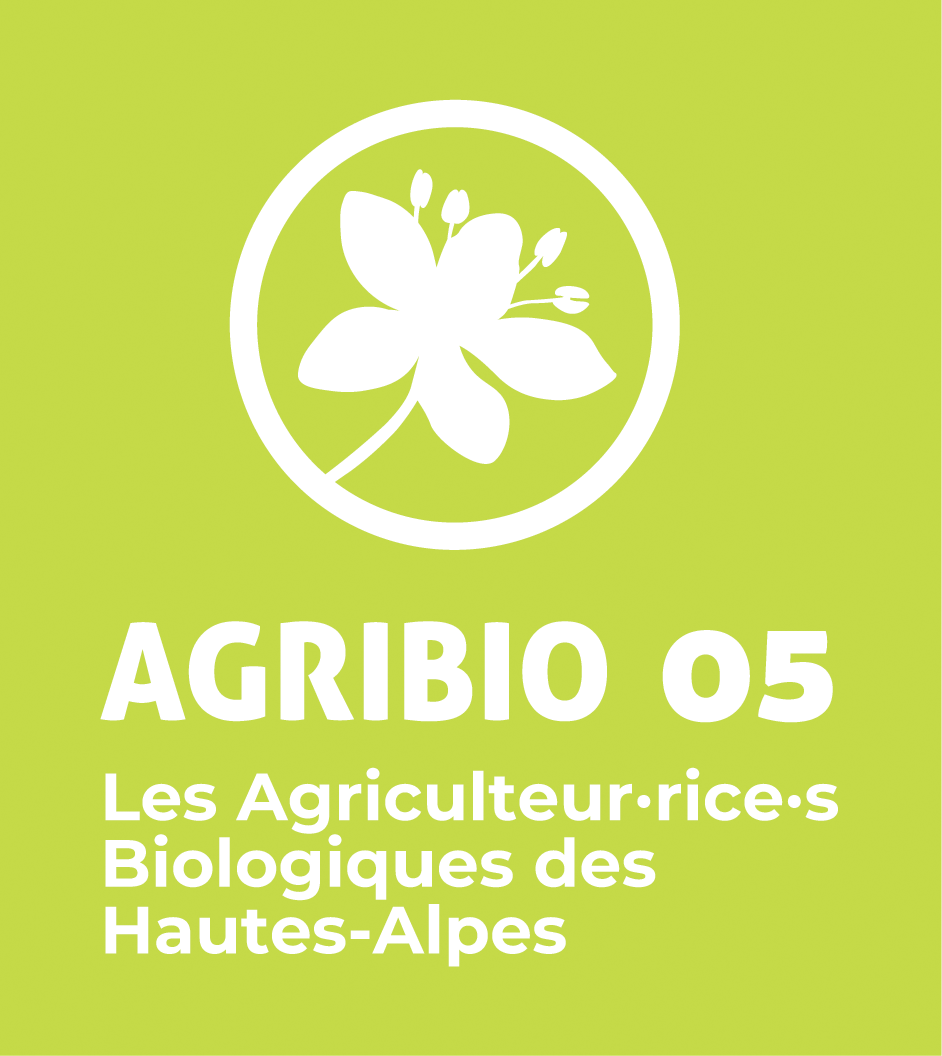 AGRIBIO 05
Les Agriculteur·rice·s
Biologiques des
Hautes-Alpes